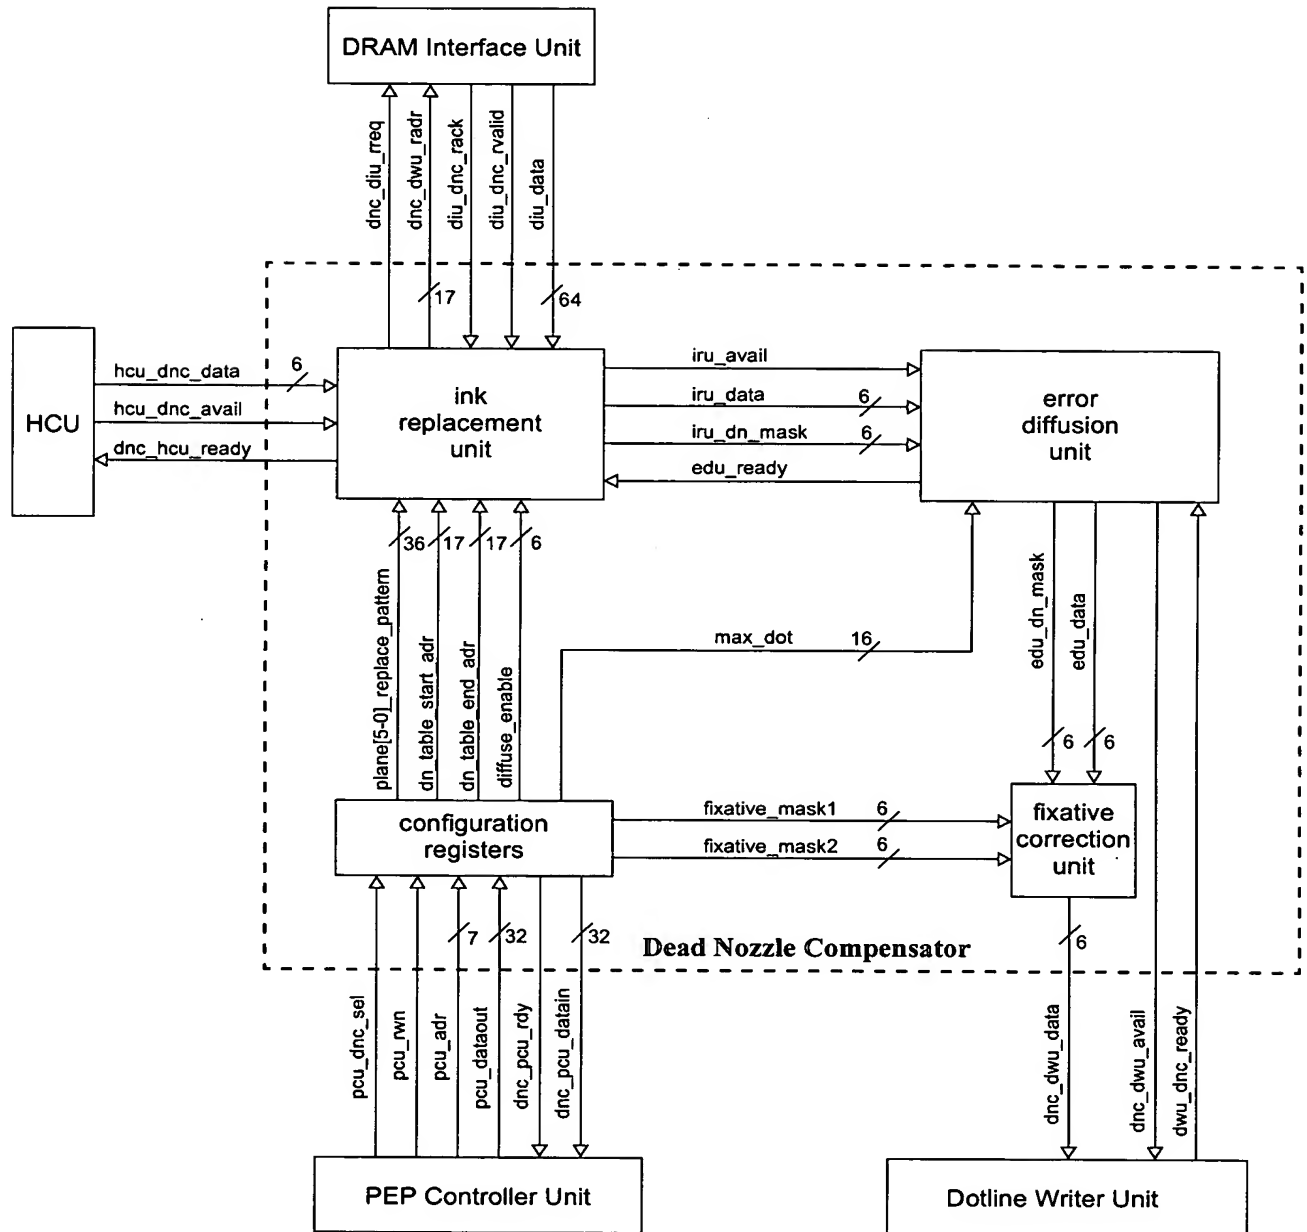 DRAM Interface Unit
dnc_diu_rreq
dnc_dwu_radr
diu_dnc_rack
diu_dnc_rvalid
diu_data
17
64
HCU
hcu_dnc_data
6
hcu_dnc_avail
dnc_hcu_ready
ink
replacement
unit
iru_avail
iru_data
6
iru_dn_mask
6
edu_ready
error
diffusion
unit
36
17
17
6
plane[5-0]_replace_pattern
dn_table_start_adr
dn_table_end_adr
diffuse_enable
max_dot
16
edu_dn_mask
edu_data
6
6
configuration
registers
fixative_mask1
6
fixative_mask2
6
fixative
correction
unit
7
32
32
6
Dead Nozzle Compensator
pcu_dnc_sel
pcu_rwn
pcu_adr
pcu_dataout
dnc_pcu_rdy
dnc_pcu_datain
dnc_dwu_data
dnc_dwu_avail
dwu_dnc_ready
PEP Controller Unit
Dotline Writer Unit